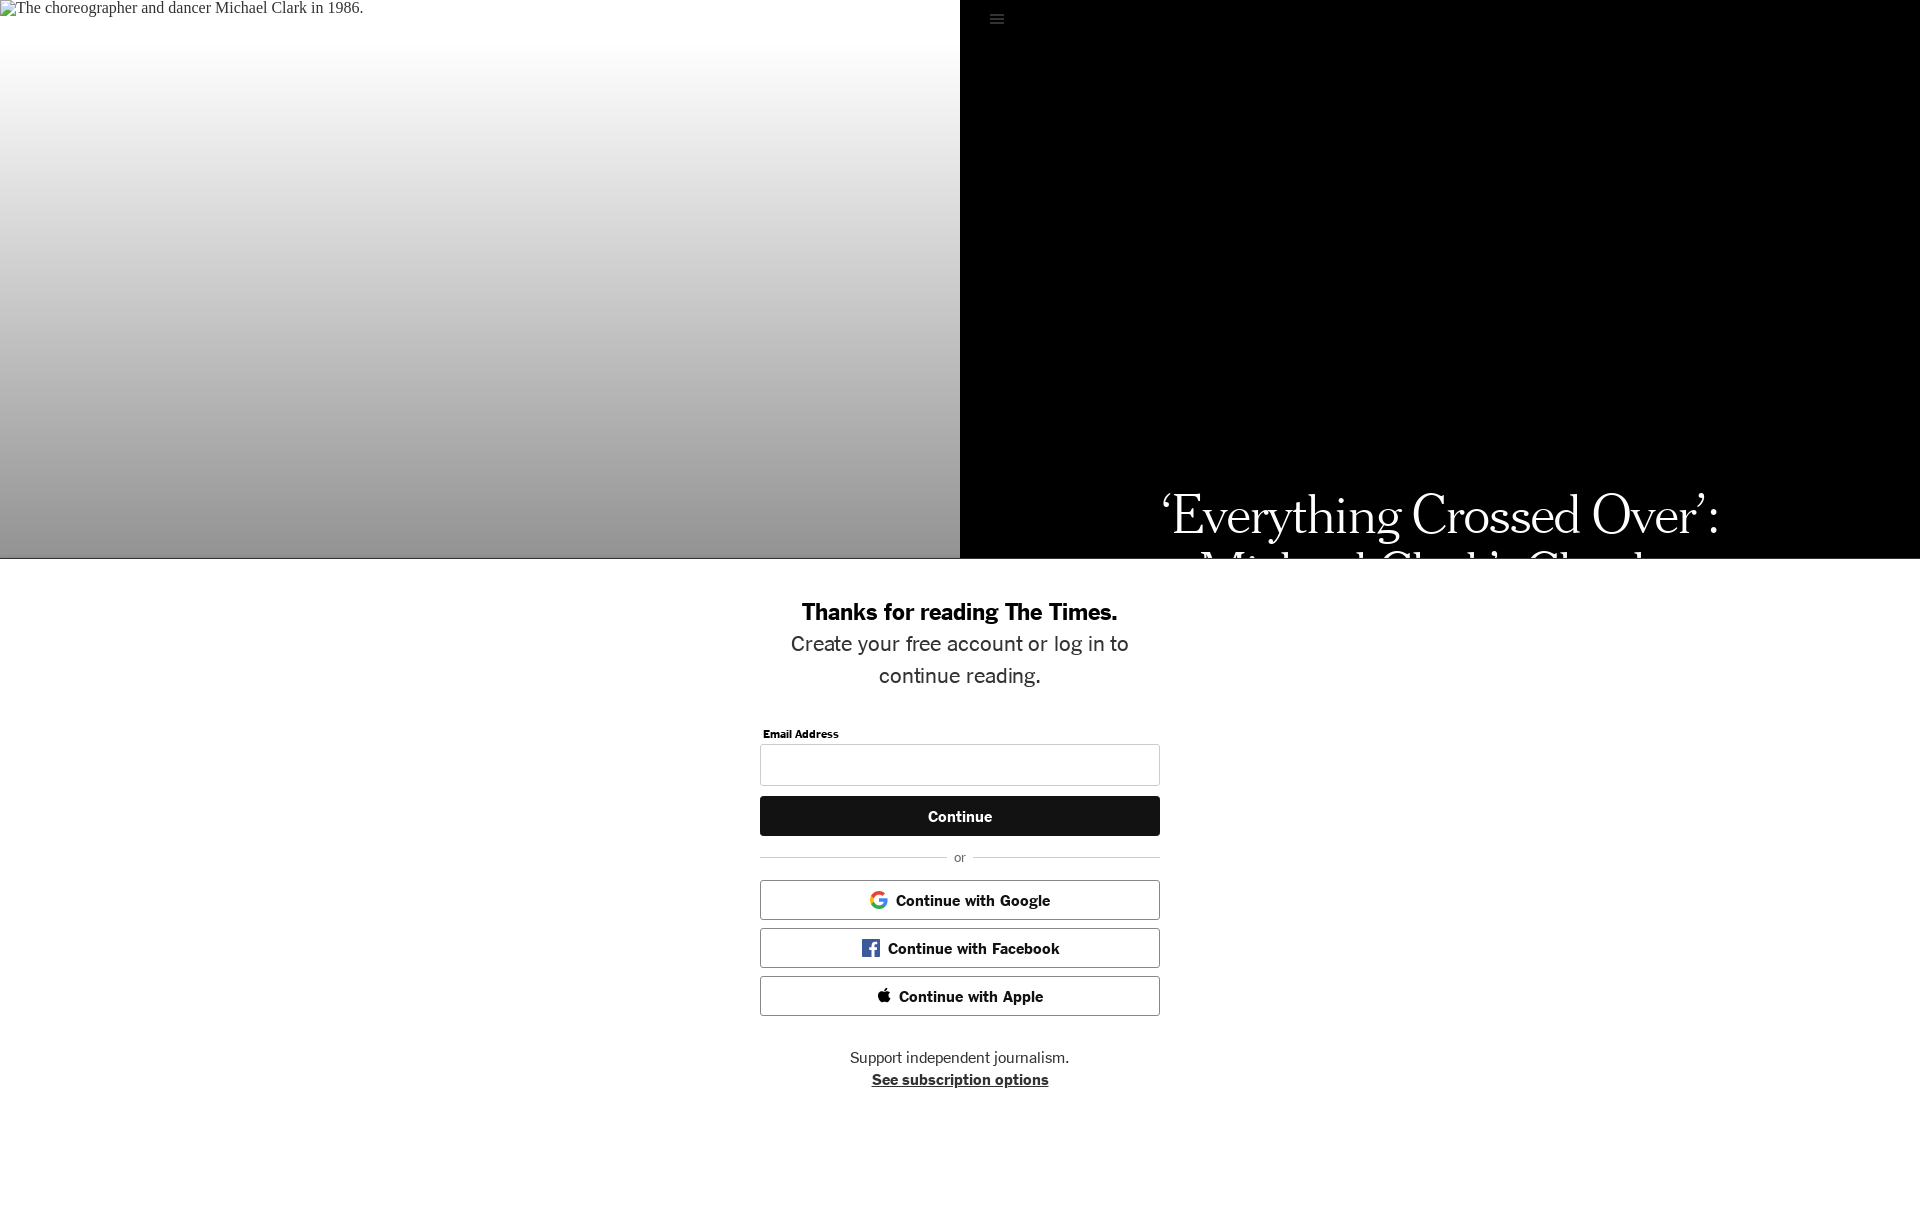 The choreographer and dancer Michael Clark in 1986.
‘Everything Crossed Over’:
Thanks for reading The Times.
Create your free account or log in to
continue reading.
Email Address
Continue
or
Continue with Google
Continue with Facebook
Continue with Apple
Support independent journalism.
See subscription options